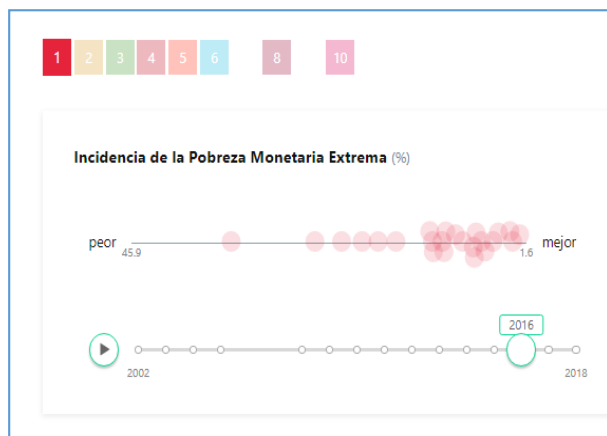 1 2 3 4 5 6 8 10
Incidencia de la Pobreza Monetaria Extrema (%)
peor 45.9 1.6 mejor
2016
2002 2018